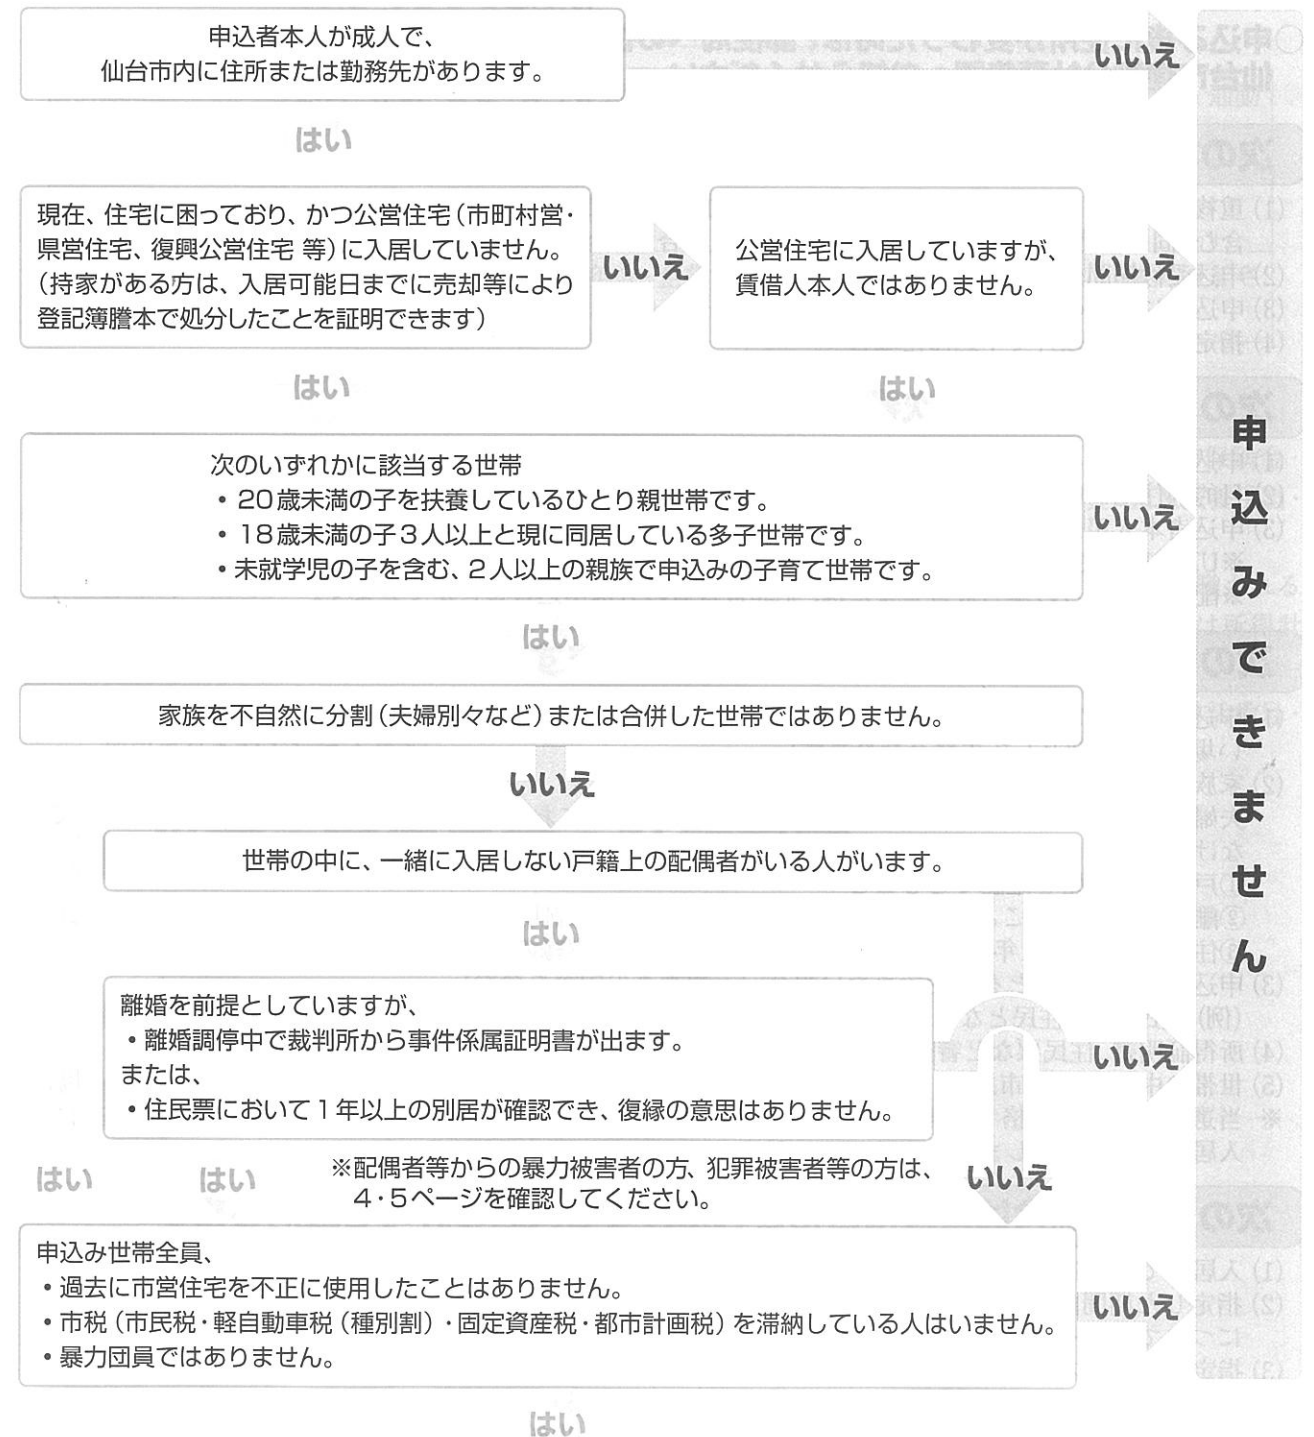 申込者本人が成人で、
仙台市内に住所または勤務先があります。
いいえ
はい
現在、住宅に困っており、かつ公営住宅（市町村営・
県営住宅、復興公営住宅 等）に入居していません。
（持家がある方は、入居可能日までに売却等により
登記簿謄本で処分したことを証明できます）
いいえ
公営住宅に入居していますが、
賃借人本人ではありません。
いいえ
はい
はい
次のいずれかに該当する世帯
・20歳未満の子を扶養しているひとり親世帯です。
・18歳未満の子3人以上と現に同居している多子世帯です。
・未就学児の子を含む、2人以上の親族で申込みの子育て世帯です。
いいえ
はい
家族を不自然に分割（夫婦別々など）または合併した世帯ではありません。
いいえ
世帯の中に、一緒に入居しない戸籍上の配偶者がいる人がいます。
はい
離婚を前提としていますが、
・離婚調停中で裁判所から事件係属証明書が出ます。
または、
・住民票において1年以上の別居が確認でき、復縁の意思はありません。
いいえ
はい
はい
※配偶者等からの暴力被害者の方、犯罪被害者等の方は、
4・5ページを確認してください。
いいえ
申込み世帯全員、
・過去に市営住宅を不正に使用したことはありません。
・市税（市民税・軽自動車税（種別割）・固定資産税・都市計画税）を滞納している人はいません。
・暴力団員ではありません。
いいえ
はい
申込みできません